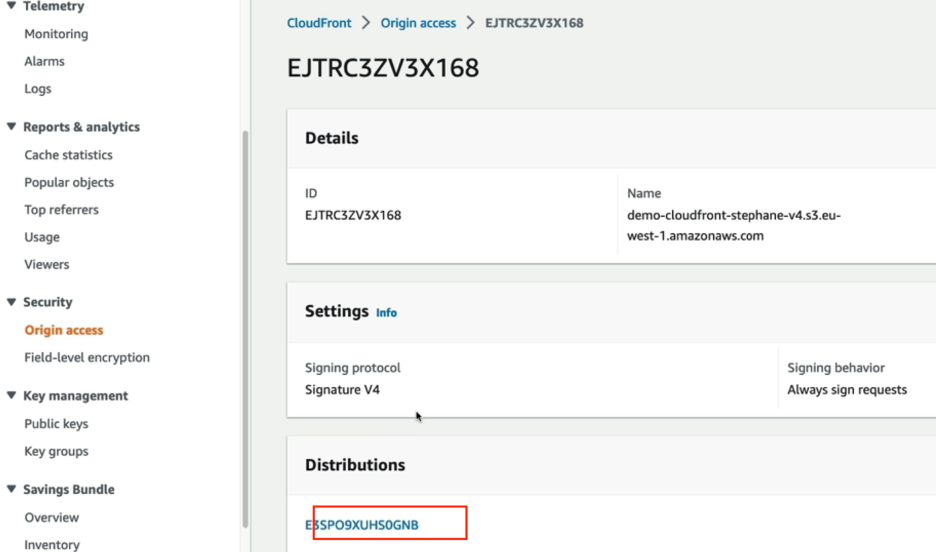 Telemetry
Monitoring
Alarms
Logs
Reports & analytics
Cache statistics
Popular objects
Top referrers
Usage
Viewers
Security
Origin access
Field-level encryption
Key management
Public keys
Key groups
Savings Bundle
Overview
Inventory
CloudFront > Origin access > EJTRC3ZV3X168
EJTRC3ZV3X168
Details
ID
EJTRC3ZV3X168
Name
demo-cloudfront-stephane-v4.s3.eu-
west-1.amazonaws.com
Settings Info
Signing protocol
Signature V4
Signing behavior
Always sign requests
Distributions
E3SPO9XUHS0GNB